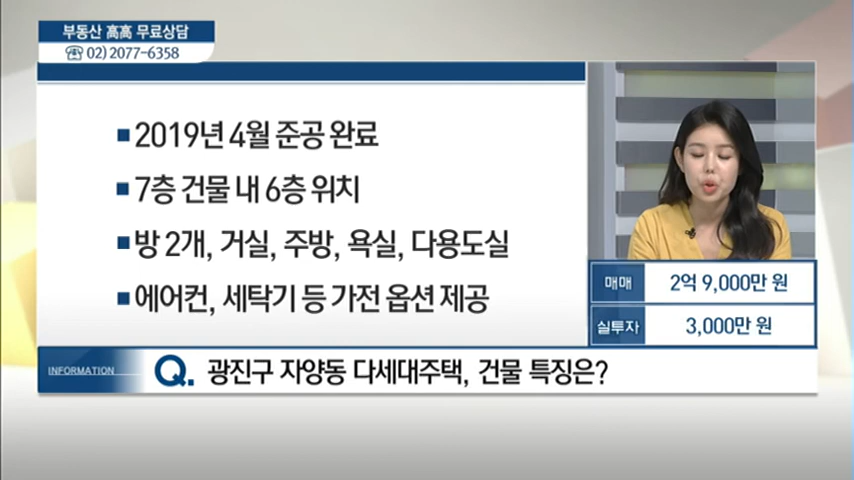 부동산 高高 무료상담
☎ 02) 2077-6358
■ 2019년 4월 준공 완료
■ 7층 건물 내 6층 위치
■ 방 2개, 거실, 주방, 욕실, 다용도실
■ 에어컨, 세탁기 등 가전 옵션 제공
매매 2억 9,000만 원
실투자 3,000만 원
INFORMATION Q. 광진구 자양동 다세대주택, 건물 특징은?